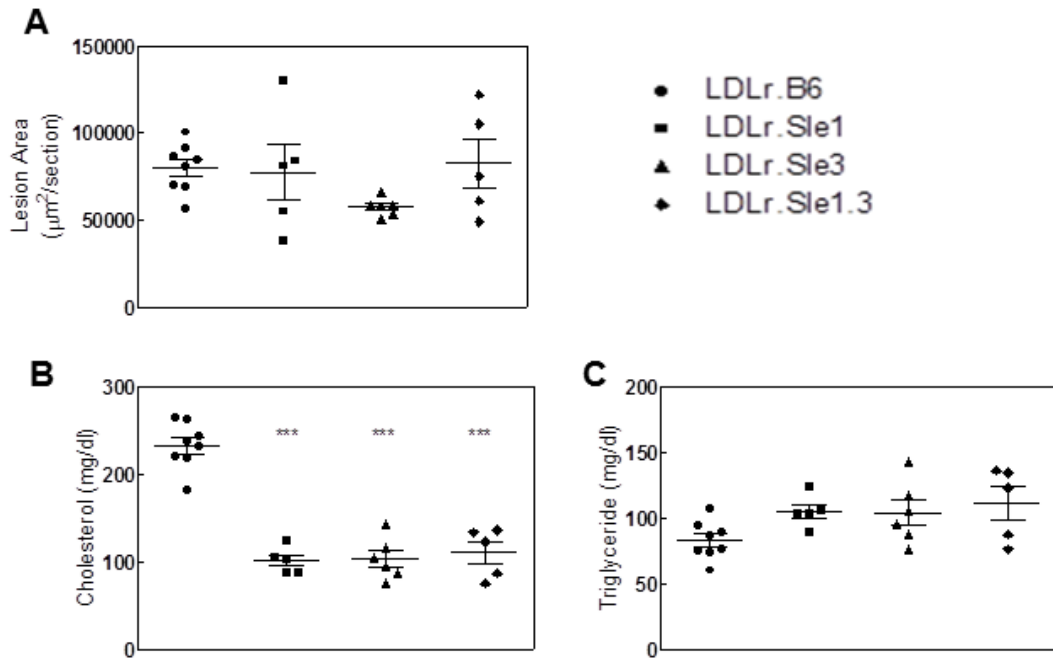 A
150000
100000
50000
0
Lesion Area
(µm²/section)
LDLr.B6
LDLr.Sle1
LDLr.Sle3
LDLr.Sle1.3
B
300
200
100
0
Cholesterol (mg/dl)
***
***
***
C
200
150
100
50
0
Triglyceride (mg/dl)